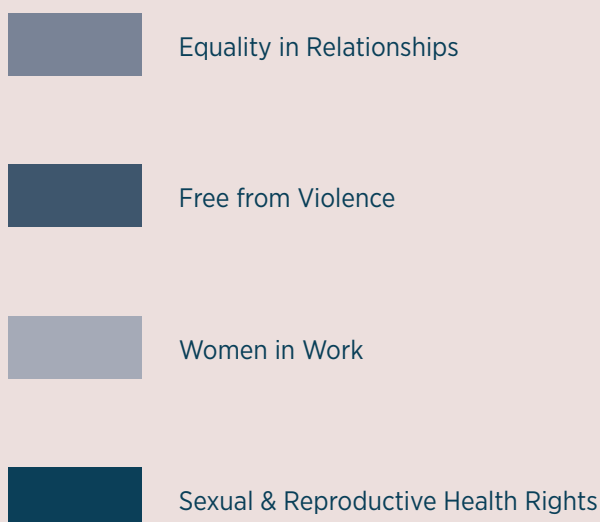 Equality in Relationships
Free from Violence
Women in Work
Sexual & Reproductive Health Rights